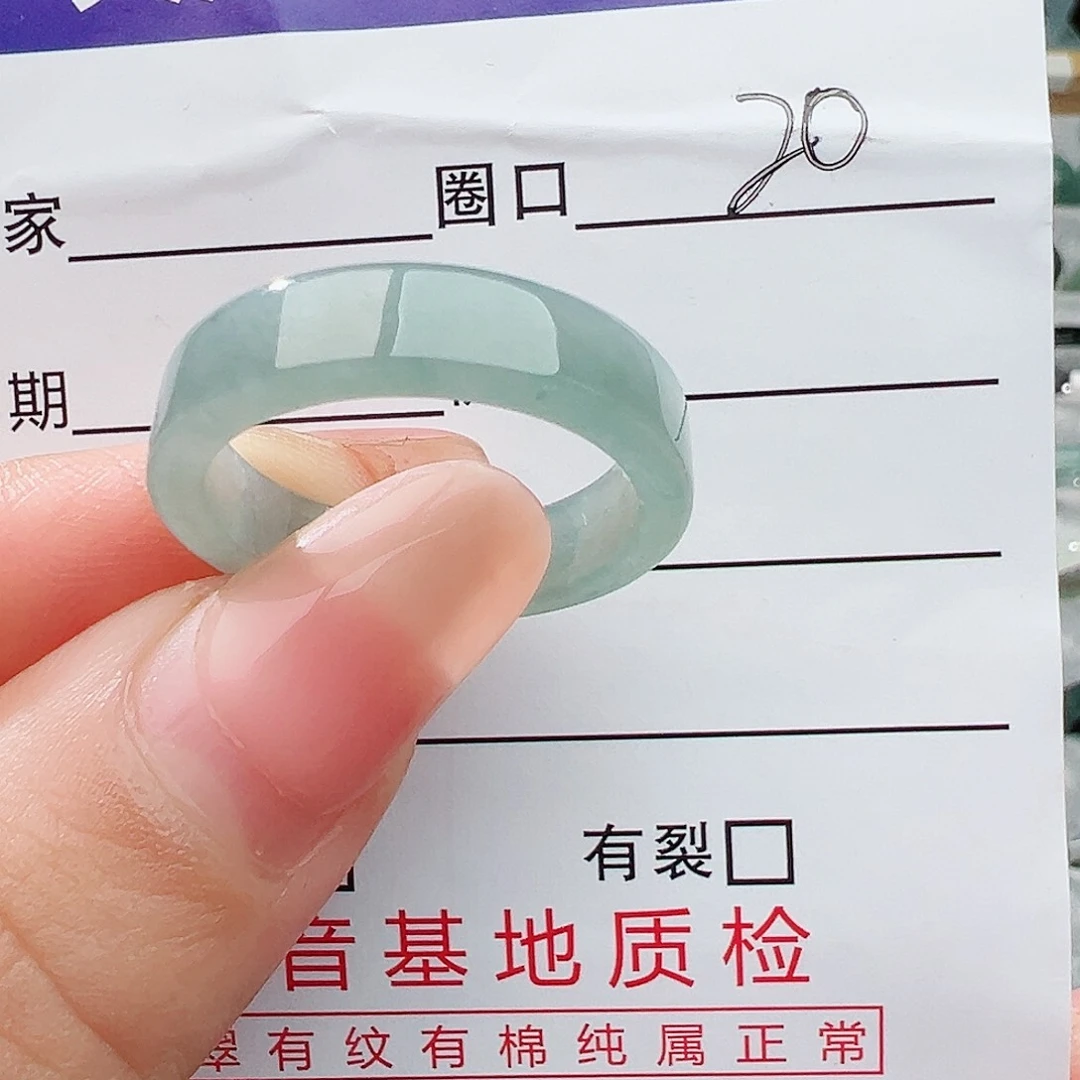 家 圈口 20
期
有裂
音基地质检
翠有纹有棉纯属正常